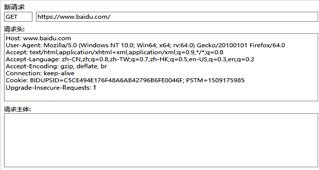 新请求
GET https://www.baidu.com/
请求头:
Host: www.baidu.com
User-Agent: Mozilla/5.0 (Windows NT 10.0; Win64; x64; rv:64.0) Gecko/20100101 Firefox/64.0
Accept: text/html,application/xhtml+xml,application/xml;q=0.9,*/*;q=0.8
Accept-Language: zh-CN,zh;q=0.8,zh-TW;q=0.7,zh-HK;q=0.5,en-US;q=0.3,en;q=0.2
Accept-Encoding: gzip, deflate, br
Connection: keep-alive
Cookie: BIDUPSID=C5CE494E176F48A6AB42796B6FE0046F; PSTM=1509175985
Upgrade-Insecure-Requests: 1
请求主体: